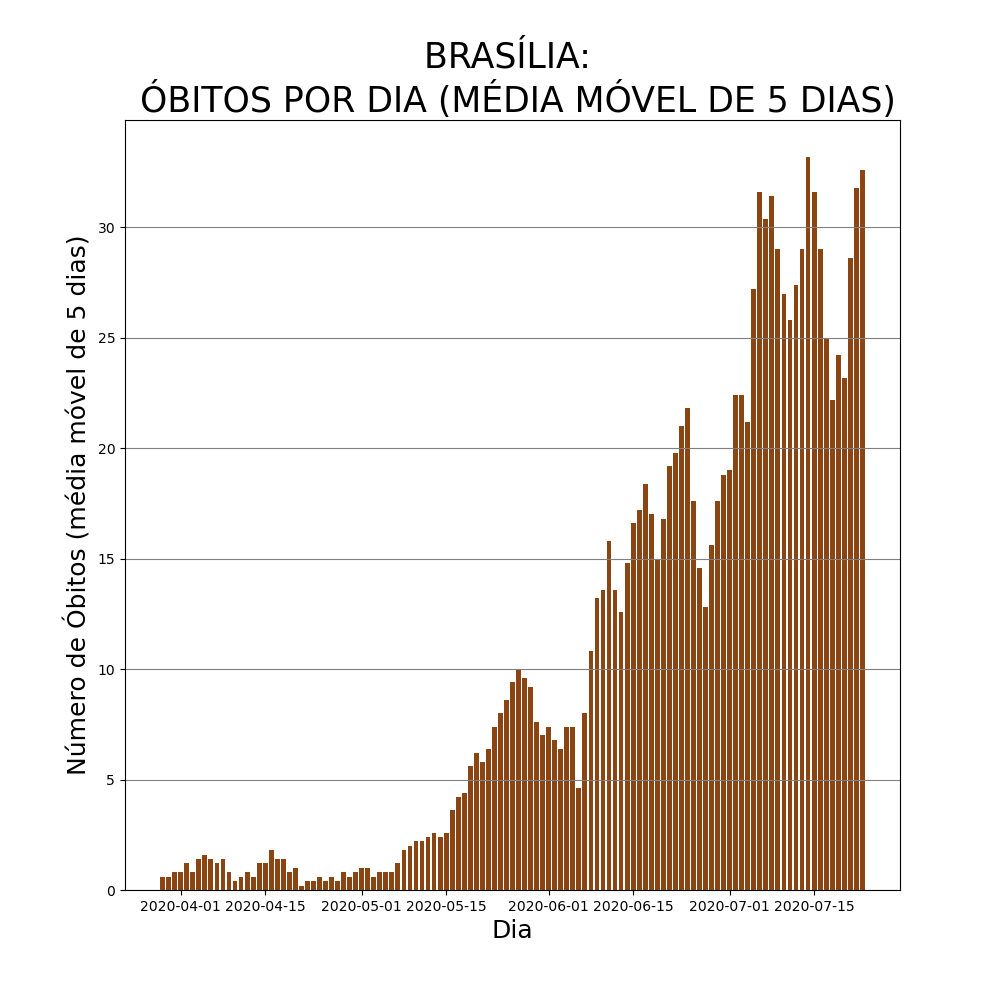 BRASÍLIA:
ÓBITOS POR DIA (MÉDIA MÓVEL DE 5 DIAS)
Número de Óbitos (média móvel de 5 dias)
30
25
20
15
10
5
0
2020-04-01 2020-04-15 2020-05-01 2020-05-15 2020-06-01 2020-06-15 2020-07-01 2020-07-15
Dia